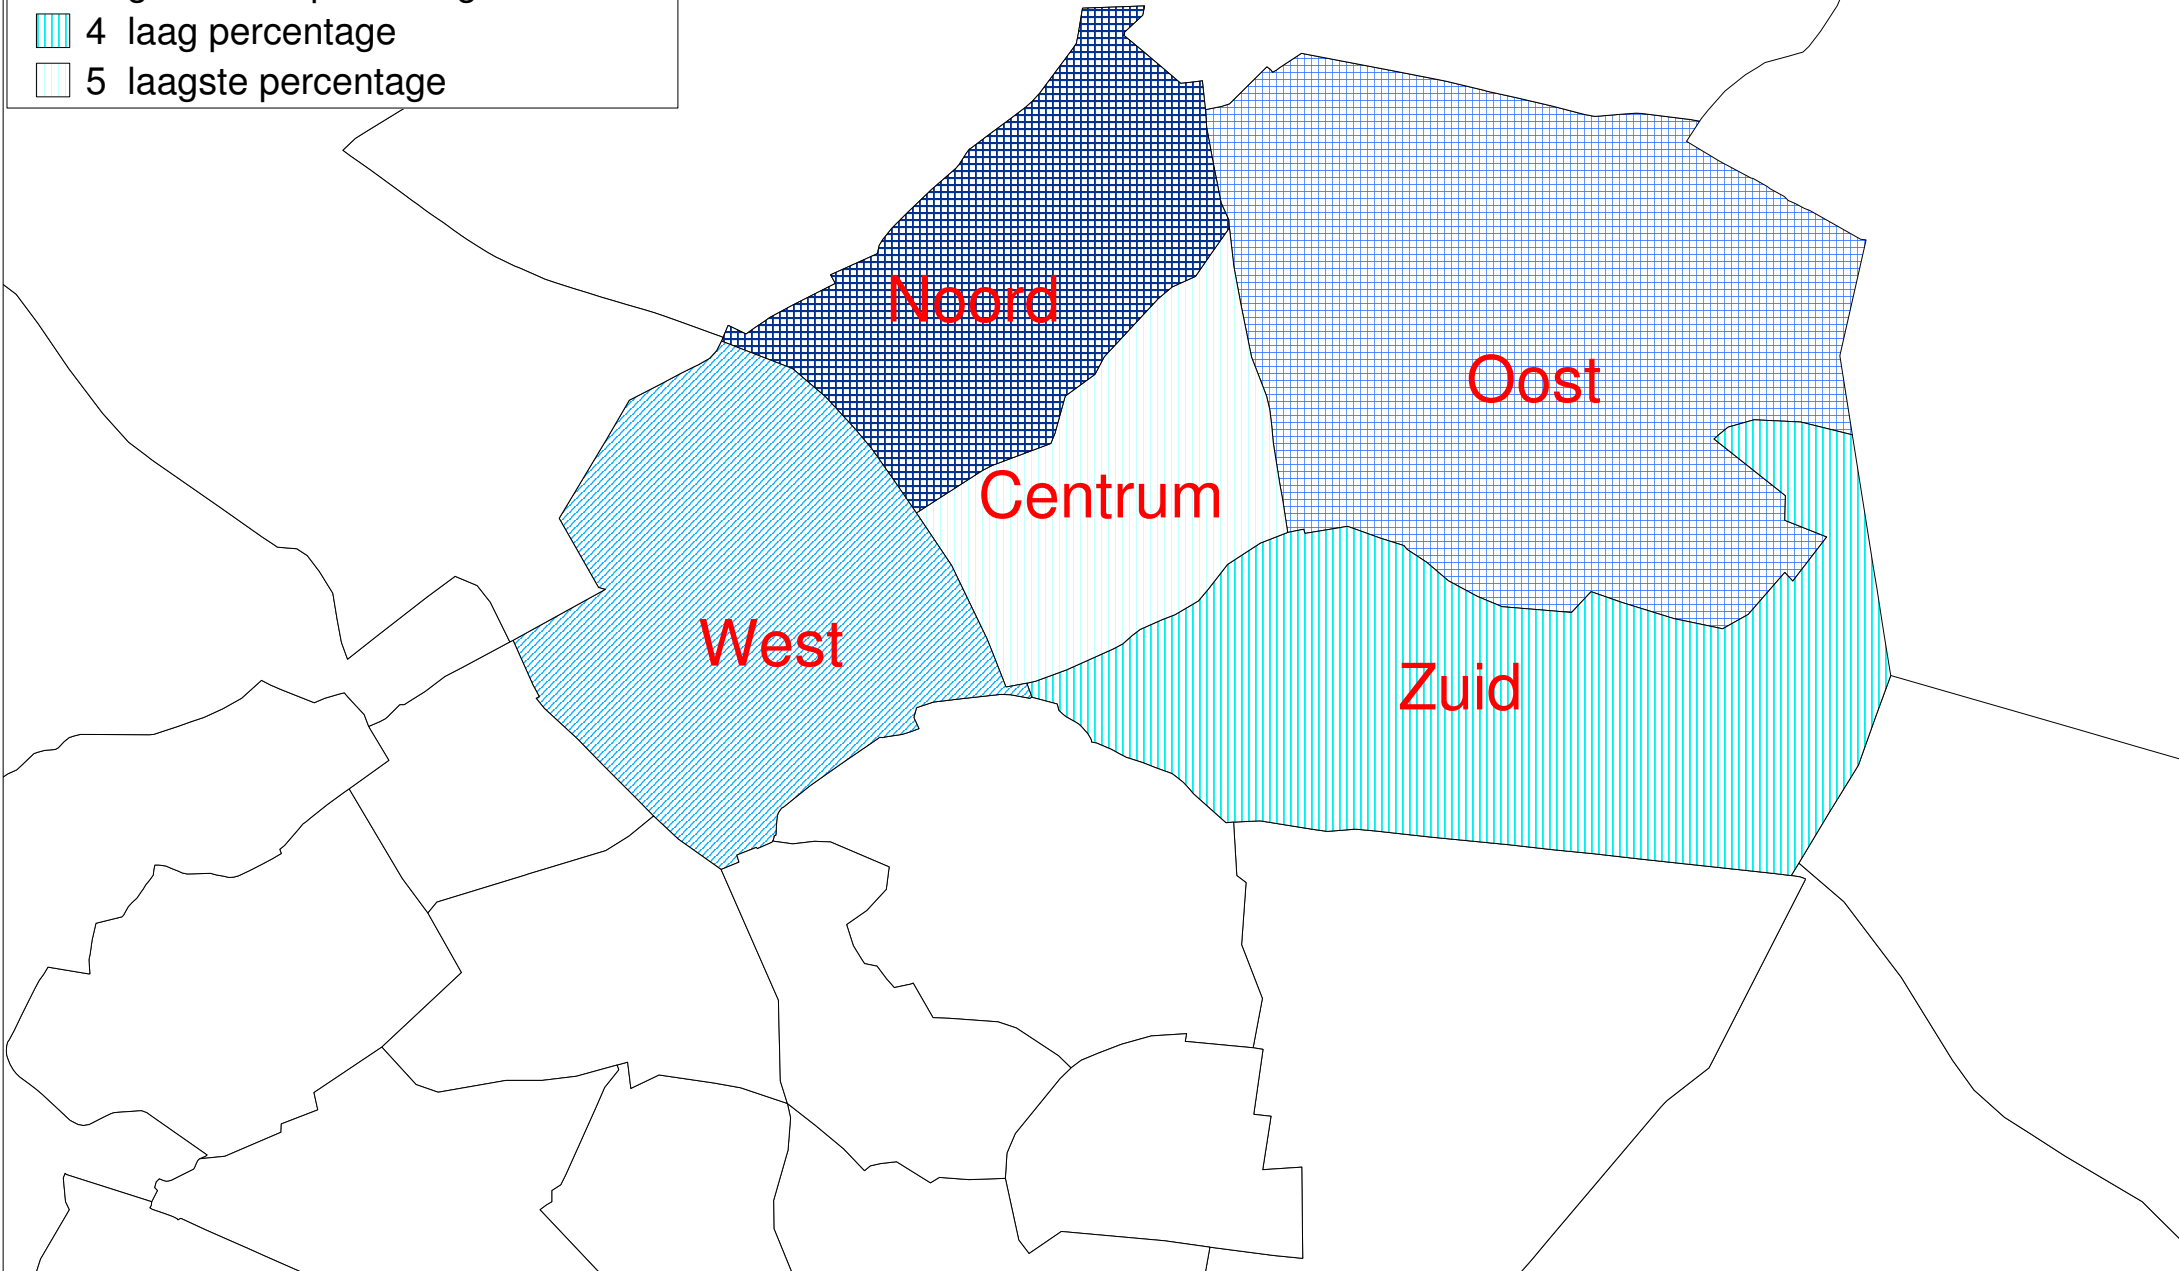 4 laag percentage
5 laagste percentage
Noord
Oost
Centrum
West
Zuid